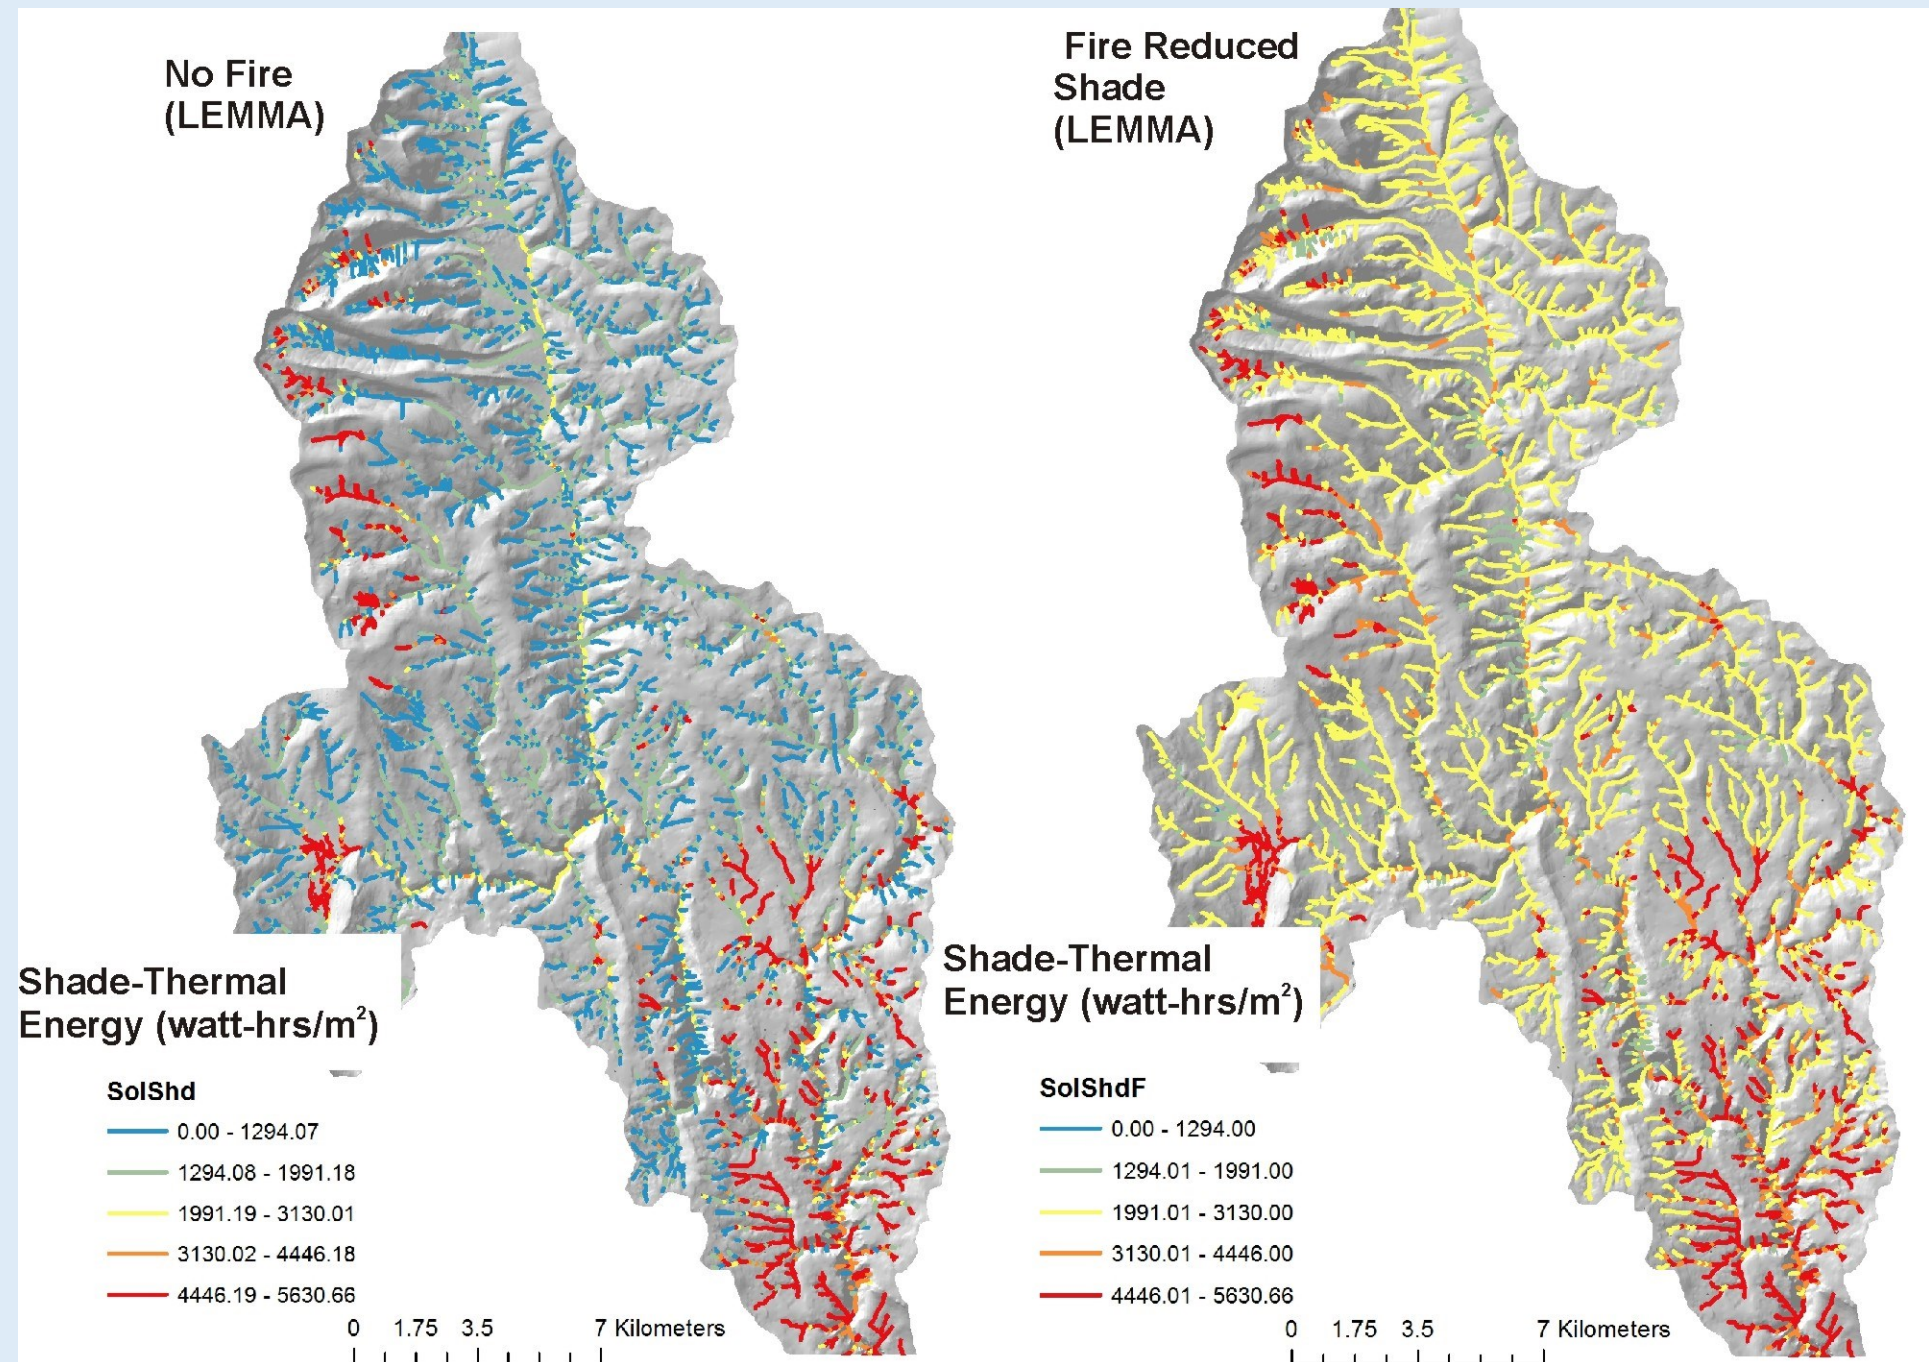 No Fire
(LEMMA)
Shade-Thermal
Energy (watt-hrs/m²)
SolShd
0.00 - 1294.07
1294.08 - 1991.18
1991.19 - 3130.01
3130.02 - 4446.18
4446.19 - 5630.66
0 1.75 3.5 7 Kilometers
Fire Reduced
Shade
(LEMMA)
Shade-Thermal
Energy (watt-hrs/m²)
SolShdF
0.00 - 1294.00
1294.01 - 1991.00
1991.01 - 3130.00
3130.01 - 4446.00
4446.01 - 5630.66
0 1.75 3.5 7 Kilometers